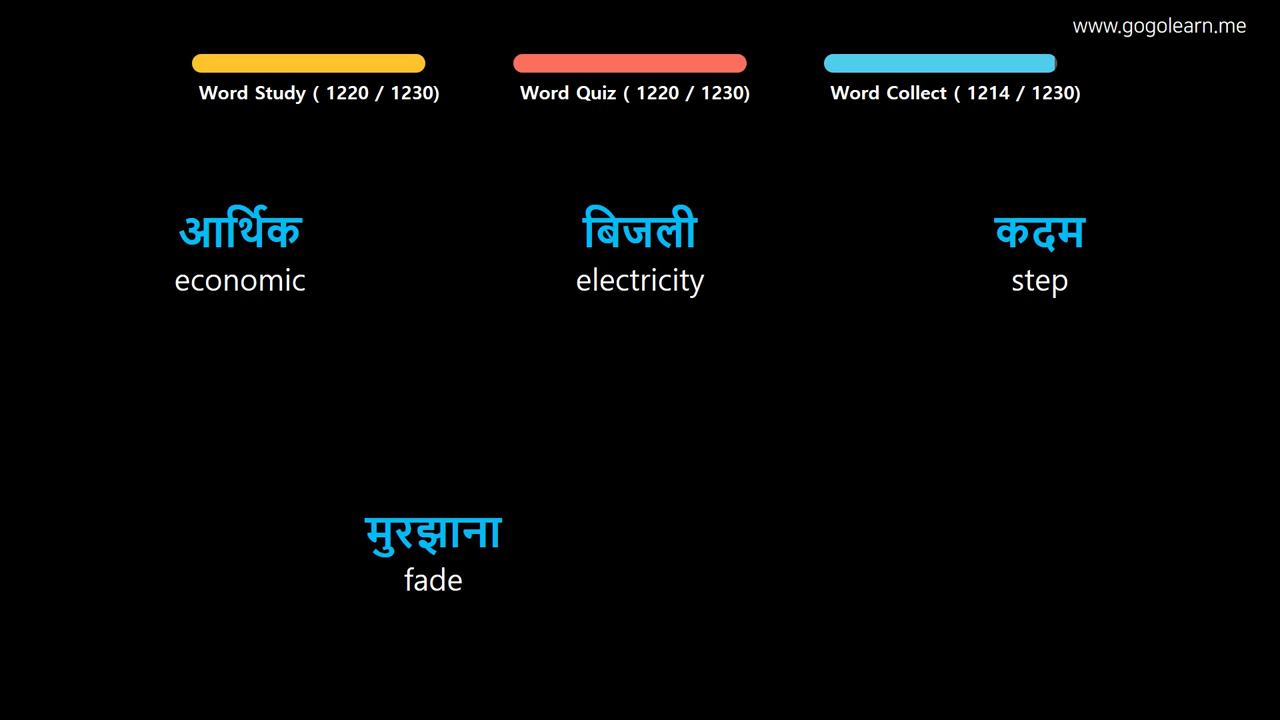 www.gogolearn.me
Word Study ( 1220 / 1230)
Word Quiz ( 1220 / 1230)
Word Collect ( 1214 / 1230)
आर्थिक
economic
बिजली
electricity
कदम
step
मुरझाना
fade